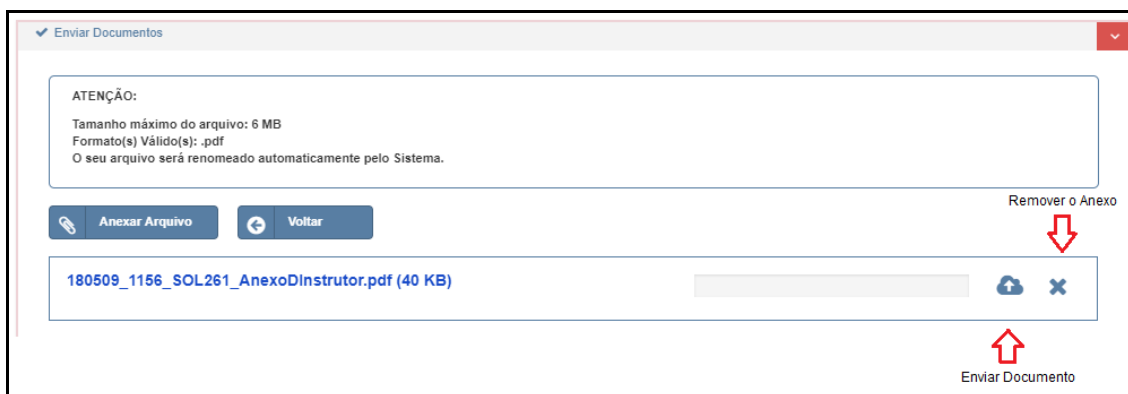 Enviar Documentos
ATENÇÃO:
Tamanho máximo do arquivo: 6 MB
Formato(s) Válido(s): .pdf
O seu arquivo será renomeado automaticamente pelo Sistema.
Remover o Anexo
Anexar Arquivo
Voltar
180509_1156_SOL261_AnexoDInstrutor.pdf (40 KB)
Enviar Documento